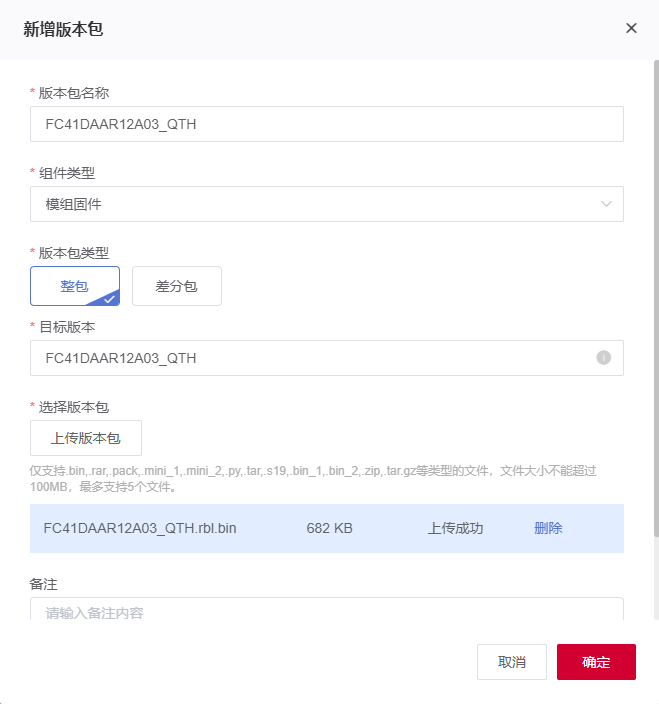 新增版本包
* 版本包名称
FC41DAAR12A03_QTH
* 组件类型
模组固件
* 版本包类型
整包 差分包
* 目标版本
FC41DAAR12A03_QTH
* 选择版本包
上传版本包
仅支持.bin,.rar,.pack,.mini_1,.mini_2,.py,.tar,.s19,.bin_1,.bin_2,.zip,.tar.gz等类型的文件，文件大小不能超过
100MB，最多支持5个文件。
FC41DAAR12A03_QTH.rbl.bin 682 KB 上传成功 删除
备注
请输入备注内容
取消 确定